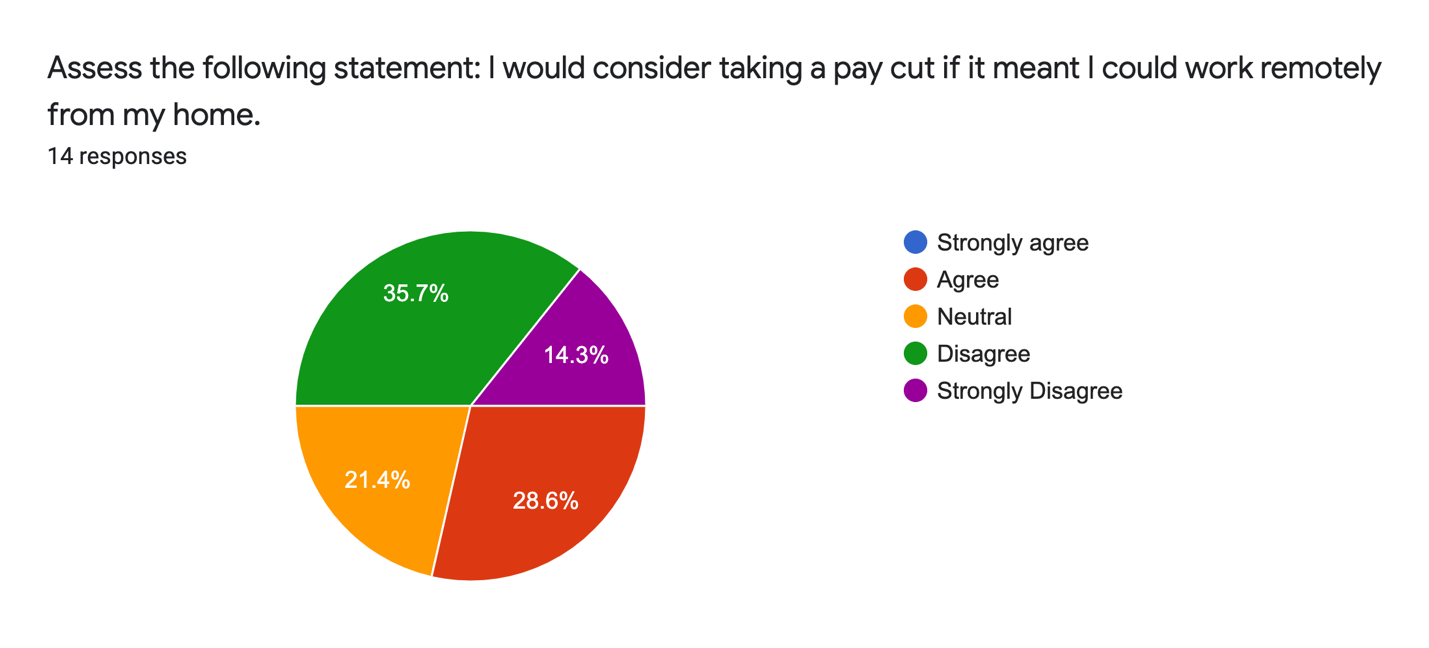 Assess the following statement: I would consider taking a pay cut if it meant I could work remotely
from my home.
14 responses
35.7%
14.3%
21.4%
28.6%
Strongly agree
Agree
Neutral
Disagree
Strongly Disagree